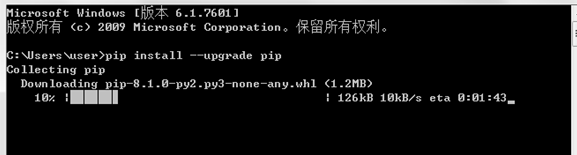 Microsoft Windows [版本 6.1.7601]
版权所有 (c) 2009 Microsoft Corporation。保留所有权利。
C:\Users\user>pip install --upgrade pip
Collecting pip
Downloading pip-8.1.0-py2.py3-none-any.whl (1.2MB)
10% |████ | 126kB 10kB/s eta 0:01:43